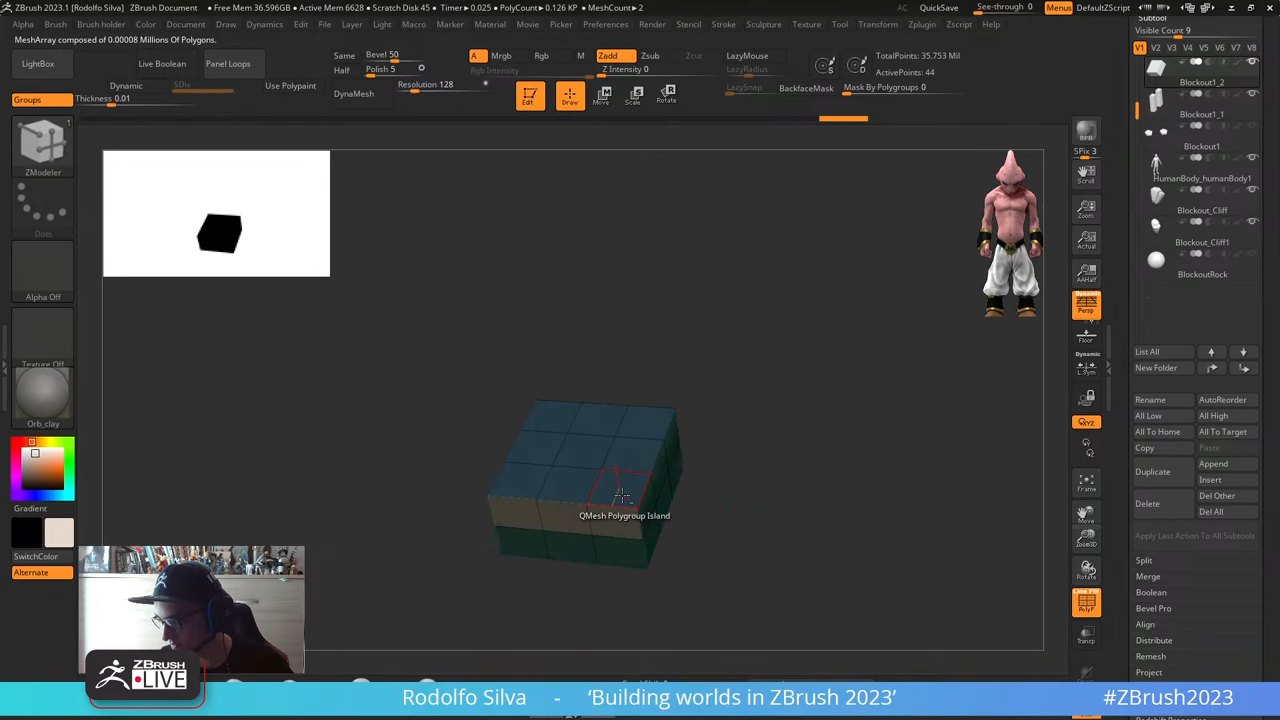 ZBrush 2023.1 [Rodolfo Silva] ZBrush Document • Free Mem 36.596GB • Active Mem 6628 • Scratch Disk 45 • Timer▶0.025 • PolyCount▶0.126 KP • MeshCount▶2 AC QuickSave See-through 0 Menus DefaultZScript
Alpha Brush Brush holder Color Document Draw Dynamics Edit File Layer Light Macro Marker Material Movie Picker Preferences Render Stencil Stroke Sculpture Texture Tool Transform Zplugin Zscript Help
MeshArray composed of 0.00008 Millions Of Polygons.
LightBox
Live Boolean
Panel Loops
Same
Half
Bevel 50
Polish 5
A
Mrgb
Rgb
M
Rgb Intensity
Zadd
Zsub
Zcut
Z Intensity 0
LazyMouse
LazyRadius
LazySnap
BackfaceMask
TotalPoints: 35.753 Mil
ActivePoints: 44
Mask By Polygroups 0
Groups
Dynamic
SDiv
Thickness 0.01
Use Polypaint
DynaMesh
Resolution 128
Edit
Draw
Move
Scale
Rotate
1
ZModeler
Dots
Alpha Off
Texture Off
Orb_clay
Gradient
SwitchColor
Alternate
QMesh Polygroup Island
BPR
SPix 3
Scroll
Zoom
Actual
AAHalf
Dynamic
Persp
Floor
Dynamic
L.Sym
XYZ
Frame
Move
Zoom3D
Rotate
Line Fill
PolyF
Transp
Subtool
Visible Count 9
V1 V2 V3 V4 V5 V6 V7 V8
Blockout1_2
Blockout1_1
Blockout1
HumanBody_humanBody1
Blockout_Cliff
Blockout_Cliff1
BlockoutRock
List All
New Folder
Rename AutoReorder
All Low All High
All To Home All To Target
Copy Paste
Duplicate Append
Insert
Delete Del Other
Del All
Apply Last Action To All Subtools
Split
Merge
Boolean
Bevel Pro
Align
Distribute
Remesh
Project
ZBRUSH
LIVE
Rodolfo Silva - ‘Building worlds in ZBrush 2023’ #ZBrush2023